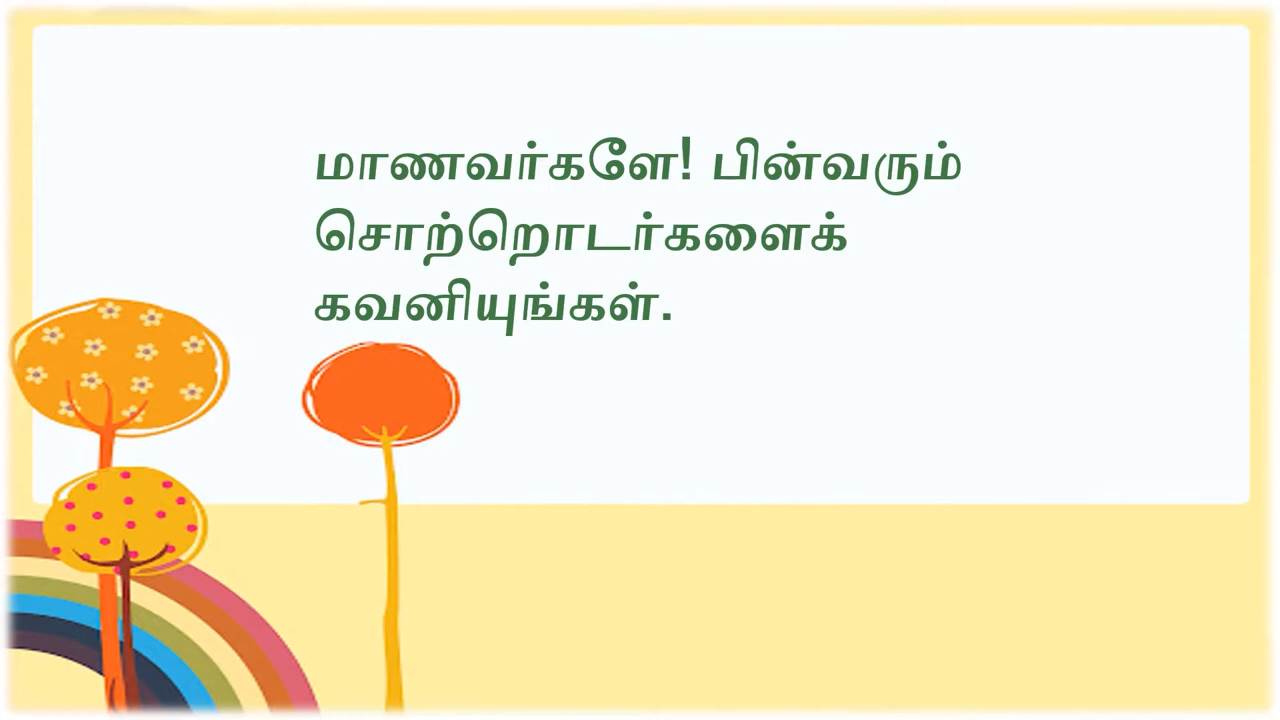 மாணவர்களே! பின்வரும்
சொற்றொடர்களைக்
கவனியுங்கள்.